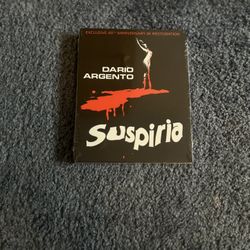 EXCLUSIVE 40TH ANNIVERSARY 4K RESTORATION
DARIO
ARGENTO
Suspiria